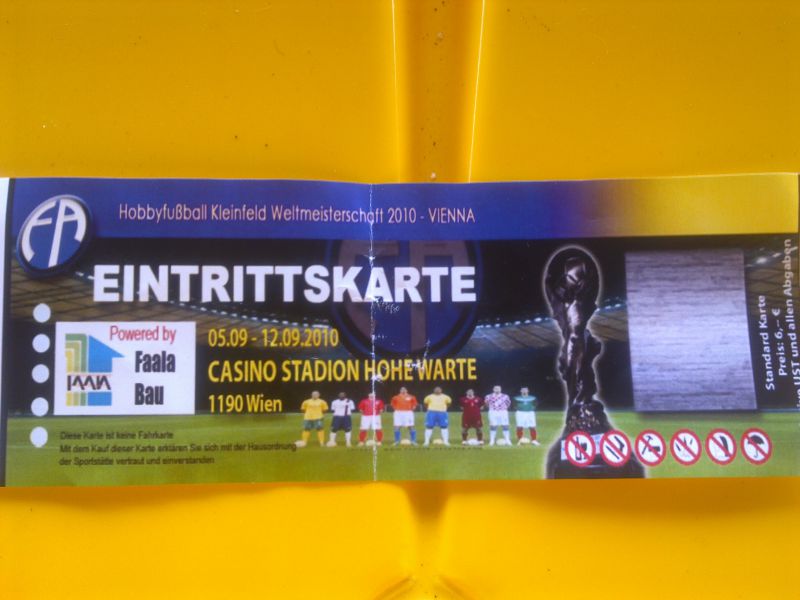 FA
Hobbyfußball Kleinfeld Weltmeisterschaft 2010 - VIENNA
EINTRITTSKARTE
Powered by
Faala
Bau
05.09 - 12.09.2010
CASINO STADION HOHE WARTE
1190 Wien
Diese Karte ist keine Fahrkarte
Mit dem Kauf dieser Karte erklären Sie sich mit der Hausordnung
der Sportstätte vertraut und einverstanden
Standard Karte
Preis: 6,-- €
UST und allen Abgaben